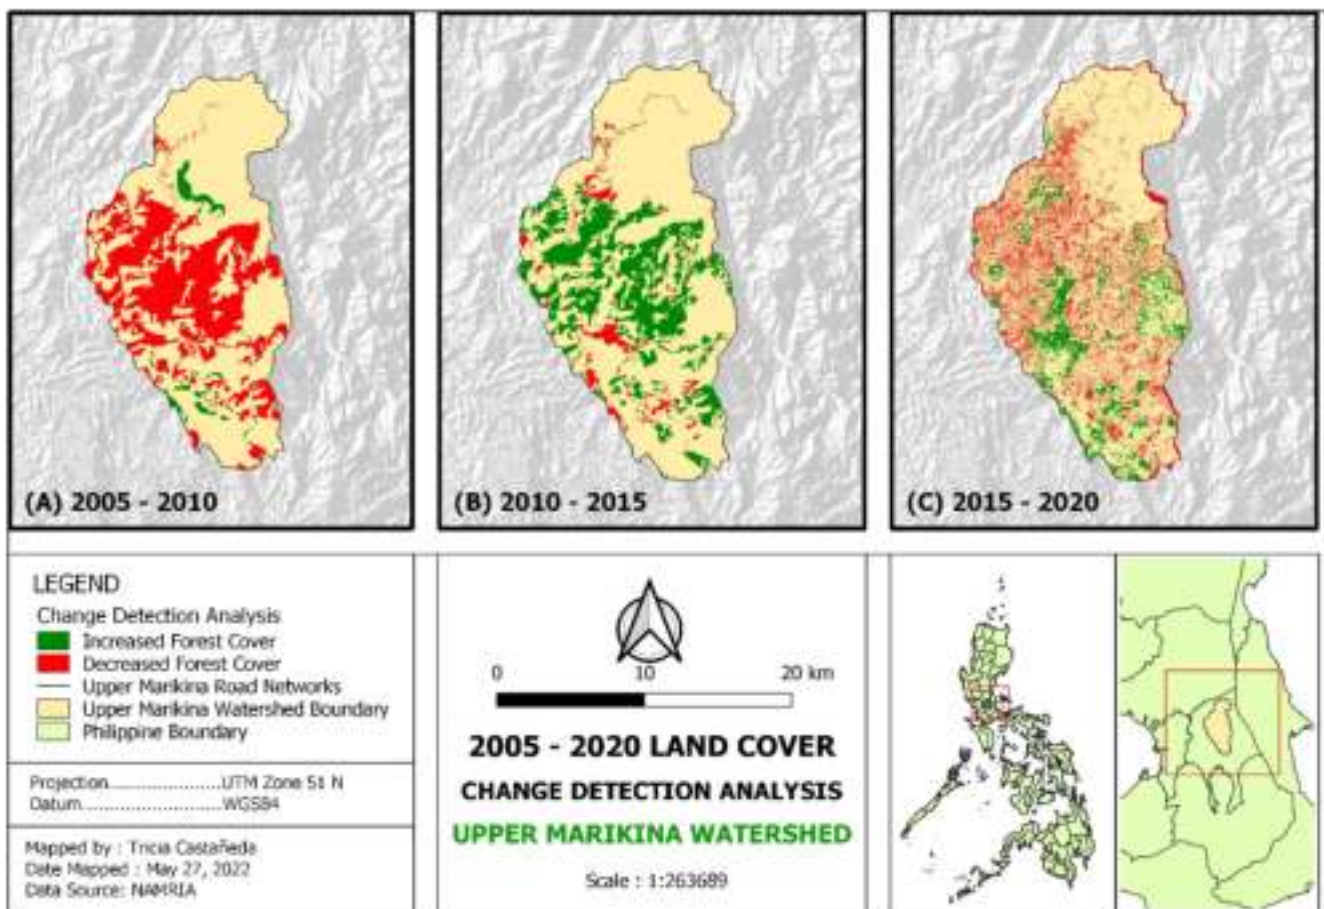 (A) 2005 - 2010
(B) 2010 - 2015
(C) 2015 - 2020
LEGEND
Change Detection Analysis
Increased Forest Cover
Decreased Forest Cover
Upper Marikina Road Networks
Upper Marikina Watershed Boundary
Philippine Boundary
Projection.....................UTM Zone 51 N
Datum..........................WGS84
Mapped by : Tricia Castañeda
Date Mapped : May 27, 2022
Data Source: NAMRIA
0 10 20 km
2005 - 2020 LAND COVER
CHANGE DETECTION ANALYSIS
UPPER MARIKINA WATERSHED
Scale : 1:263689